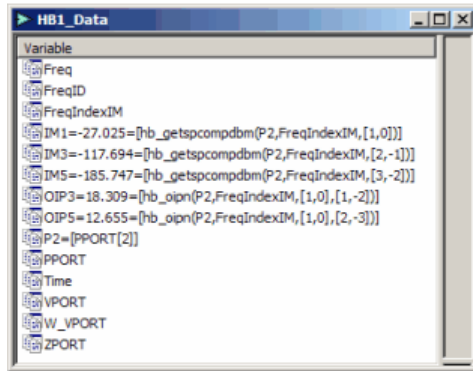 HB1_Data
Variable
Freq
FreqID
FreqIndexIM
IM1=-27.025=[hb_getspcompdbm(P2,FreqIndexIM,[1,0])]
IM3=-117.694=[hb_getspcompdbm(P2,FreqIndexIM,[2,-1])]
IM5=-185.747=[hb_getspcompdbm(P2,FreqIndexIM,[3,-2])]
OIP3=18.309=[hb_oipn(P2,FreqIndexIM,[1,0],[1,-2])]
OIP5=12.655=[hb_oipn(P2,FreqIndexIM,[1,0],[2,-3])]
P2=[PPORT[2]]
PPORT
Time
VPORT
W_VPORT
ZPORT